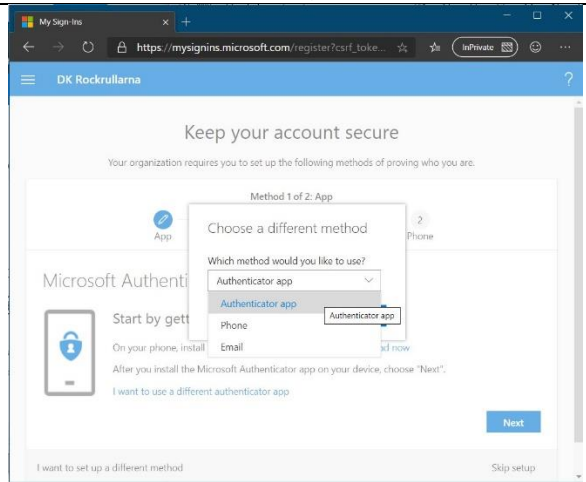 My Sign-Ins
https://mysignins.microsoft.com/register?csrf_toke...
InPrivate
DK Rockrullarna
?
Keep your account secure
Your organization requires you to set up the following methods of proving who you are.
Method 1 of 2: App
App
2
Phone
Choose a different method
Which method would you like to use?
Authenticator app
Authenticator app
Authenticator app
Phone
Email
Microsoft Authenti
Start by gett
On your phone, install
d now
After you install the Microsoft Authenticator app on your device, choose "Next".
I want to use a different authenticator app
Next
I want to set up a different method
Skip setup